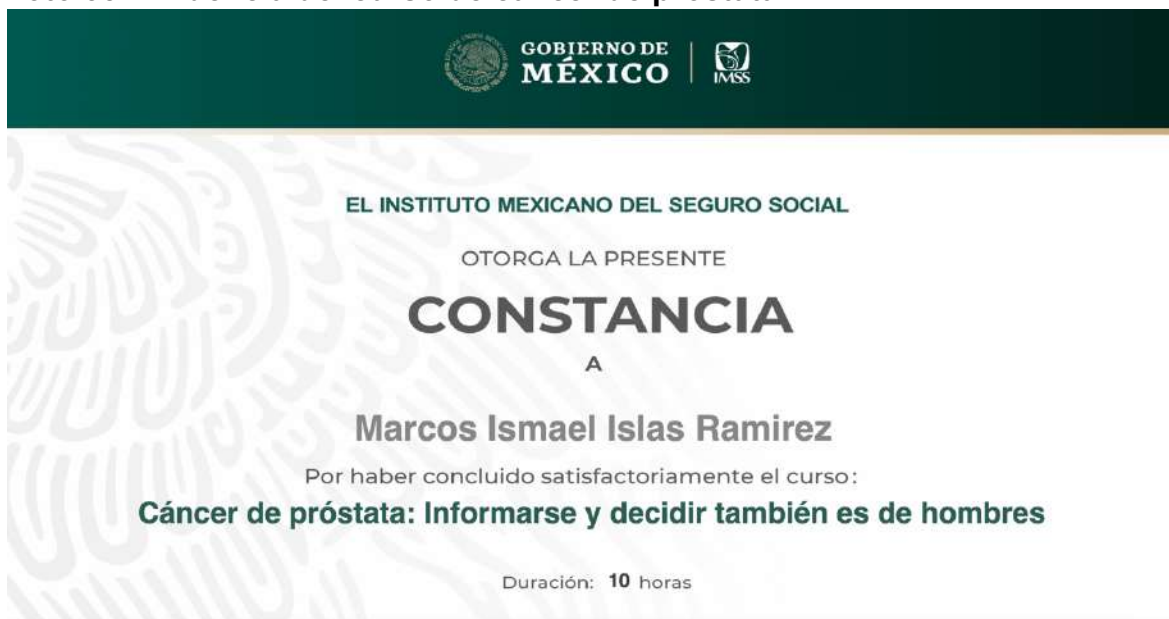 GOBIERNO DE
MÉXICO
IMSS
EL INSTITUTO MEXICANO DEL SEGURO SOCIAL
OTORGA LA PRESENTE
CONSTANCIA
A
Marcos Ismael Islas Ramirez
Por haber concluido satisfactoriamente el curso:
Cáncer de próstata: Informarse y decidir también es de hombres
Duración: 10 horas